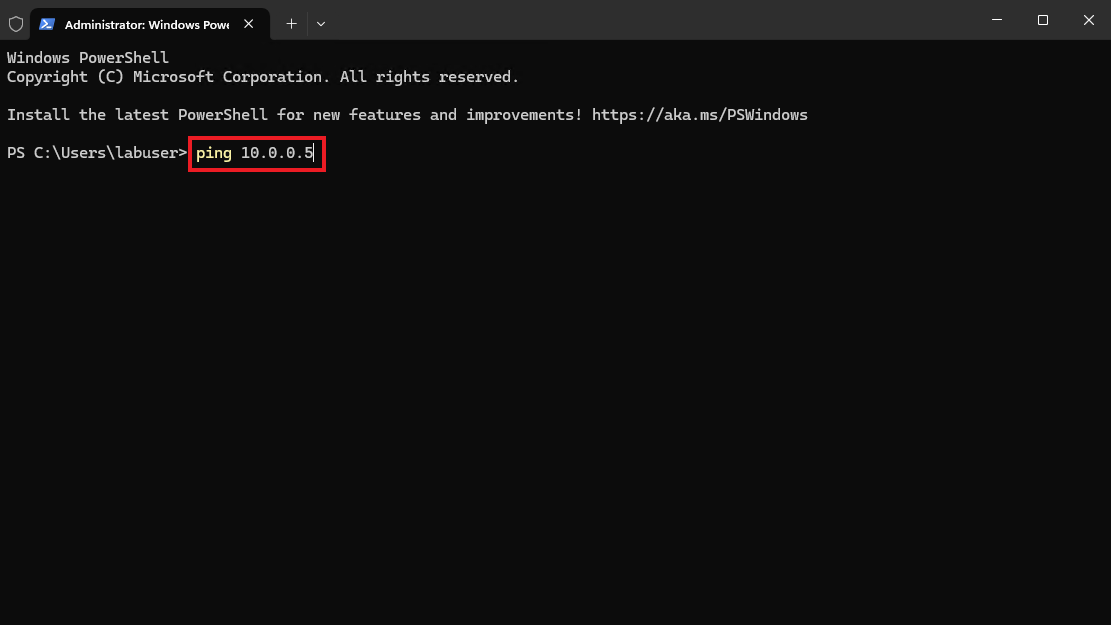 Administrator: Windows Powe
Windows PowerShell
Copyright (C) Microsoft Corporation. All rights reserved.
Install the latest PowerShell for new features and improvements! https://aka.ms/PSWindows
PS C:\Users\labuser> ping 10.0.0.5